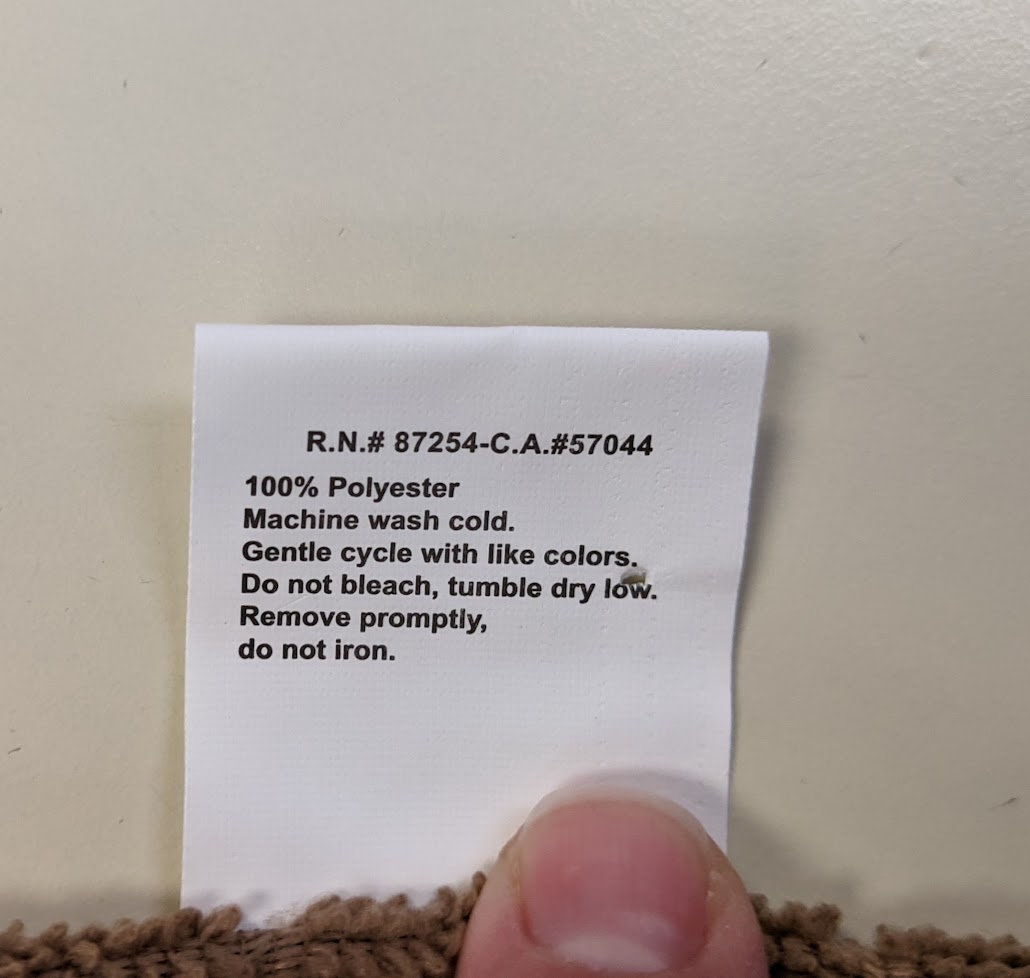 R.N.# 87254-C.A.#57044
100% Polyester
Machine wash cold.
Gentle cycle with like colors.
Do not bleach, tumble dry low.
Remove promptly,
do not iron.